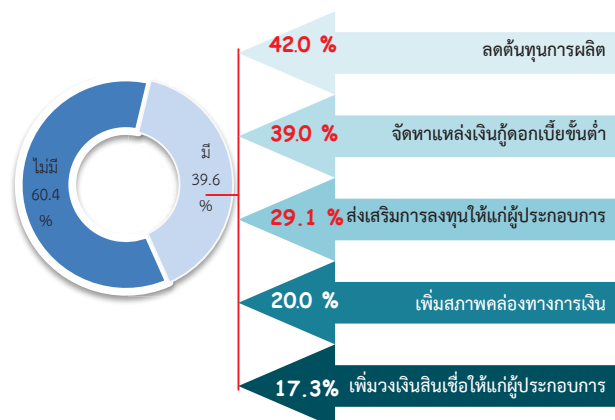 ไม่มี
60.4
%
มี
39.6
%
42.0 % ลดต้นทุนการผลิต
39.0 % จัดหาแหล่งเงินกู้ดอกเบี้ยขั้นต่ำ
29.1 % ส่งเสริมการลงทุนให้แก่ผู้ประกอบการ
20.0 % เพิ่มสภาพคล่องทางการเงิน
17.3% เพิ่มวงเงินสินเชื่อให้แก่ผู้ประกอบการ